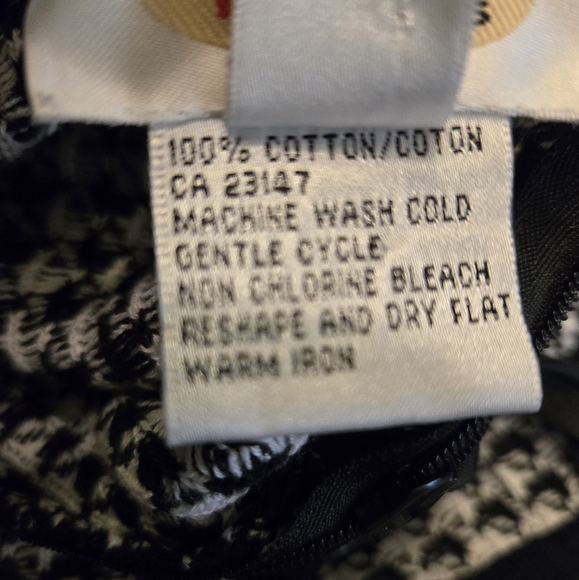 100% COTTON/COTON
CA 23147
MACHINE WASH COLD
GENTLE CYCLE
NON CHLORINE BLEACH
RESHAPE AND DRY FLAT
WARM IRON